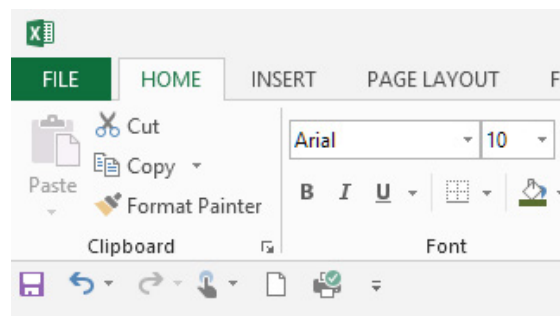 FILE HOME INSERT PAGE LAYOUT F
Cut
Arial 10
Copy
Paste
B I U
Format Painter
Clipboard Font